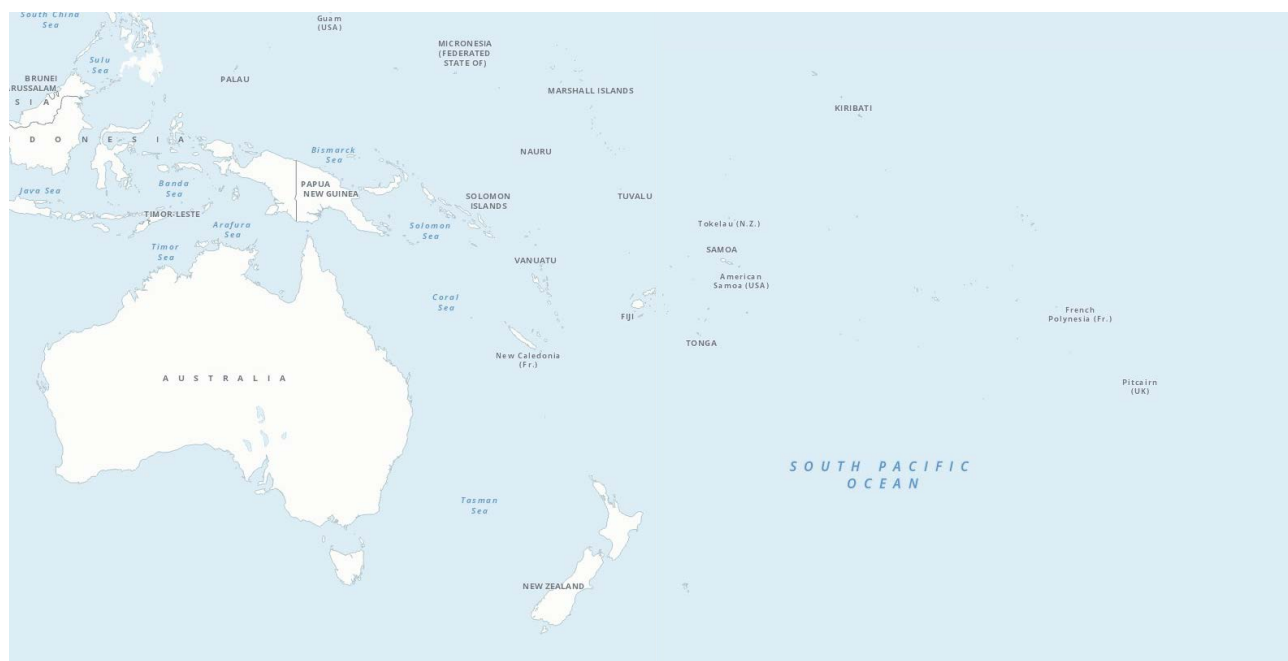 South China
Sea
Guam
(USA)
MICRONESIA
(FEDERATED
STATE OF)
Sulu
Sea
BRUNEI
ARUSSALAM
PALAU
MARSHALL ISLANDS
KIRIBATI
S I A
D O N E S I A
Bismarck
Sea
NAURU
Java Sea
Banda
Sea
PAPUA
NEW GUINEA
SOLOMON
ISLANDS
TUVALU
TIMOR LESTE
Arafura
Sea
Solomon
Sea
Tokelau (N.Z.)
Timor
Sea
VANUATU
SAMOA
American
Samoa (USA)
Coral
Sea
FIJI
French
Polynesia (Fr.)
TONGA
New Caledonia
(Fr.)
AUSTRALIA
Pitcairn
(UK)
SOUTH PACIFIC
OCEAN
Tasman
Sea
NEW ZEALAND